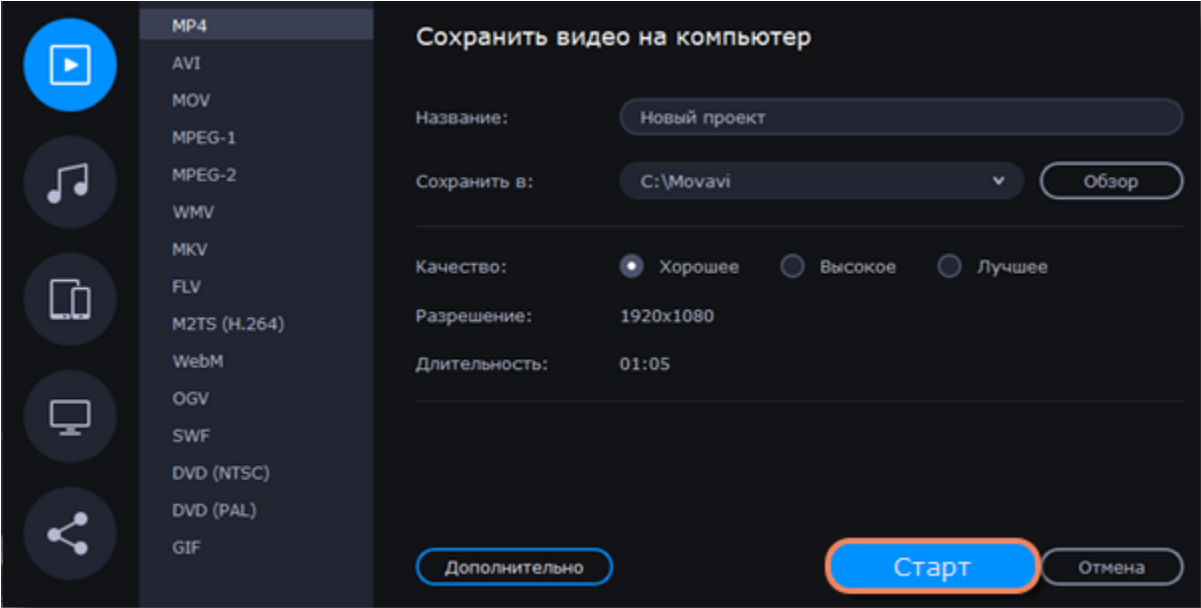 MP4
AVI
MOV
MPEG-1
MPEG-2
WMV
MKV
FLV
M2TS (H.264)
WebM
OGV
SWF
DVD (NTSC)
DVD (PAL)
GIF
Сохранить видео на компьютер
Название: Новый проект
Сохранить в: C:\Movavi Обзор
Качество: Хорошее Высокое Лучшее
Разрешение: 1920x1080
Длительность: 01:05
Дополнительно Старт Отмена